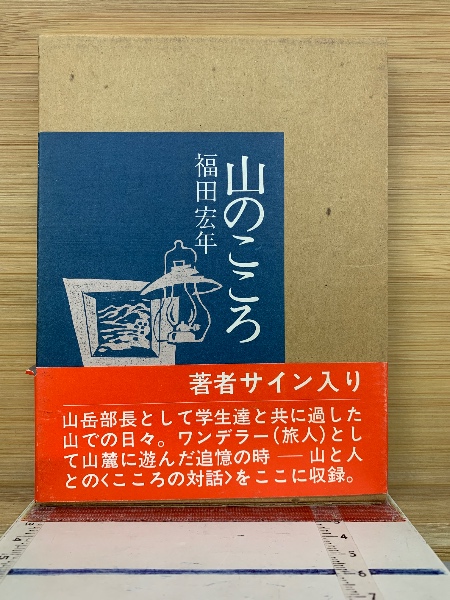 山のこころ
福田宏年
著者サイン入り
山岳部長として学生達と共に過した
山での日々。ワンデラー(旅人)とし
て山麓に遊んだ追憶の時――山と人
との<こころの対話>をここに収録。